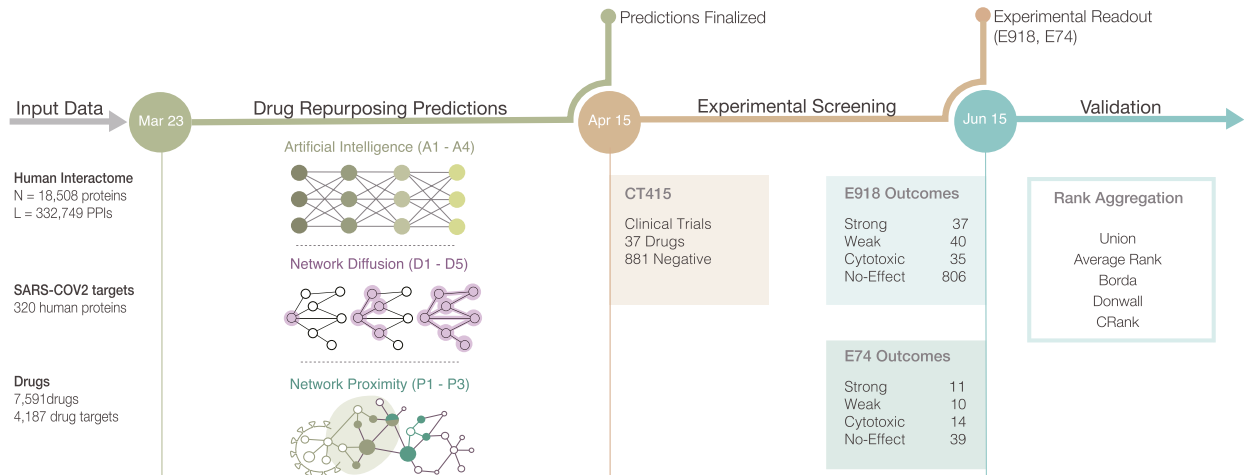 Predictions Finalized
Experimental Readout
(E918, E74)
Input Data
Mar 23
Drug Repurposing Predictions
Apr 15
Experimental Screening
Jun 15
Validation
Human Interactome
N = 18,508 proteins
L = 332,749 PPIs
SARS-COV2 targets
320 human proteins
Drugs
7,591drugs
4,187 drug targets
Artificial Intelligence (A1 - A4)
Network Diffusion (D1 - D5)
Network Proximity (P1 - P3)
CT415
Clinical Trials
37 Drugs
881 Negative
E918 Outcomes
Strong 37
Weak 40
Cytotoxic 35
No-Effect 806
E74 Outcomes
Strong 11
Weak 10
Cytotoxic 14
No-Effect 39
Rank Aggregation
Union
Average Rank
Borda
Donwall
CRank